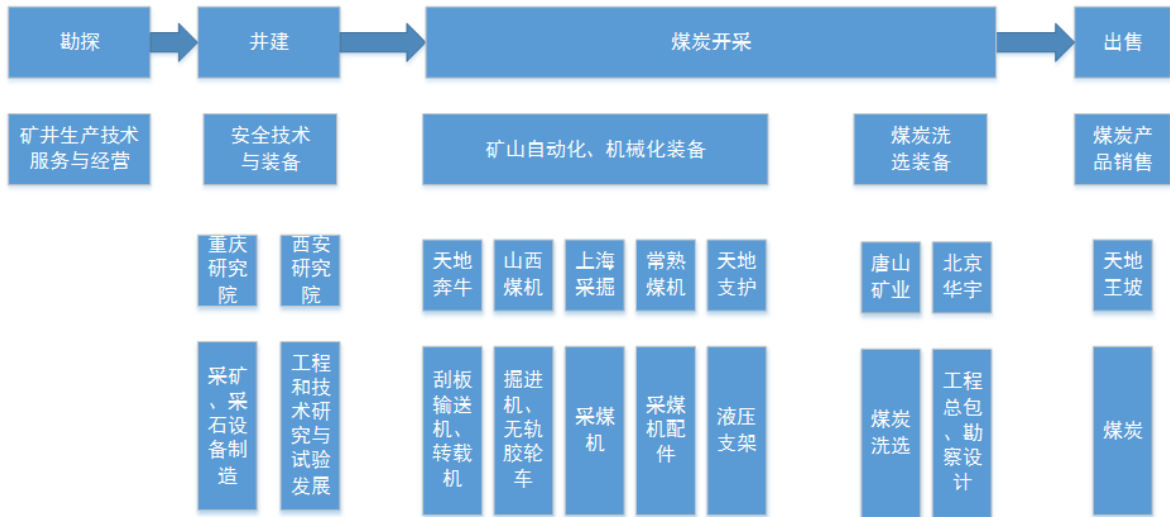 勘探
井建
煤炭开采
出售
矿井生产技术
服务与经营
安全技术
与装备
矿山自动化、机械化装备
煤炭洗
选装备
煤炭产
品销售
重庆
研究
院
西安
研究
院
天地
奔牛
山西
煤机
上海
采掘
常熟
煤机
天地
支护
唐山
矿业
北京
华宇
天地
王坡
采矿
、采
石设
备制
造
工程
和技
术研
究与
试验
发展
刮板
输送
机、
转载
机
掘进
机、
无轨
胶轮
车
采煤
机
采煤
机配
件
液压
支架
煤炭
洗选
工程
总包
、勘
察设
计
煤炭